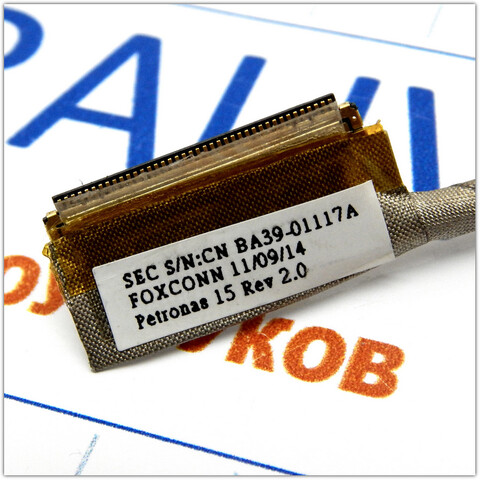 SEC S/N:CN BA39-01117A
FOXCONN 11/09/14
Petronas 15 Rev 2.0